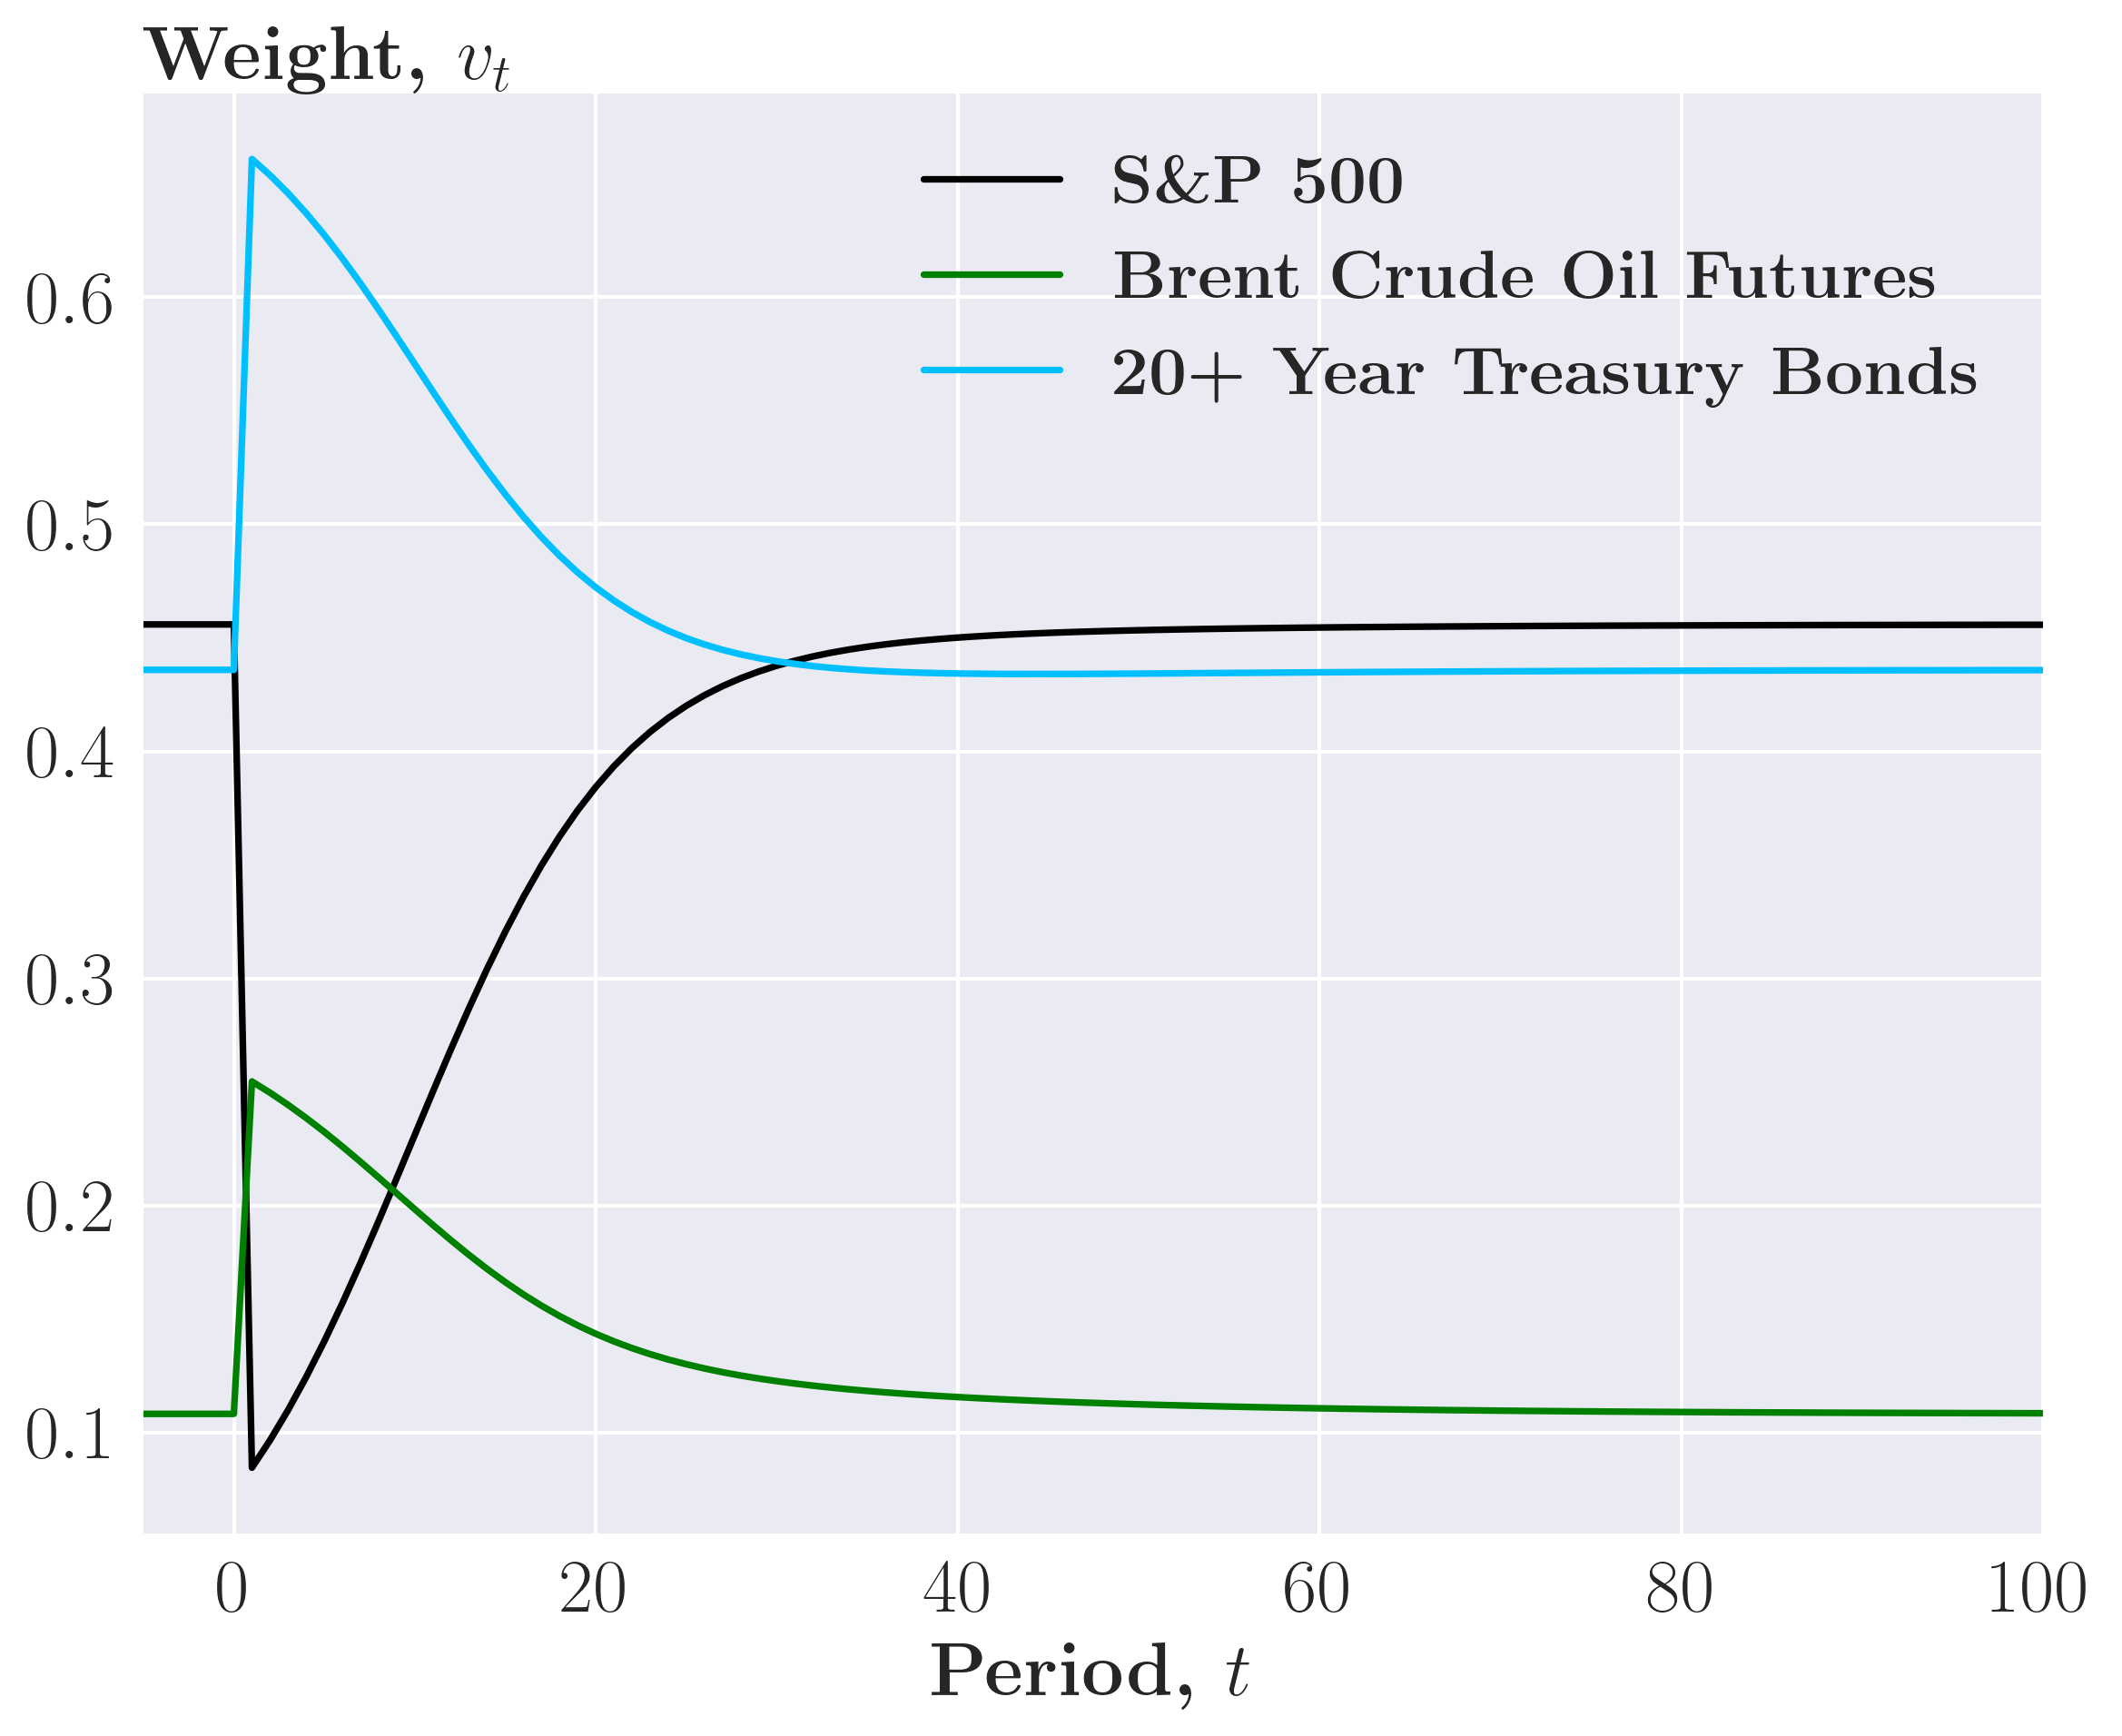 Weight, v_t
S&P 500
Brent Crude Oil Futures
20+ Year Treasury Bonds
0.6
0.5
0.4
0.3
0.2
0.1
0 20 40 60 80 100
Period, t